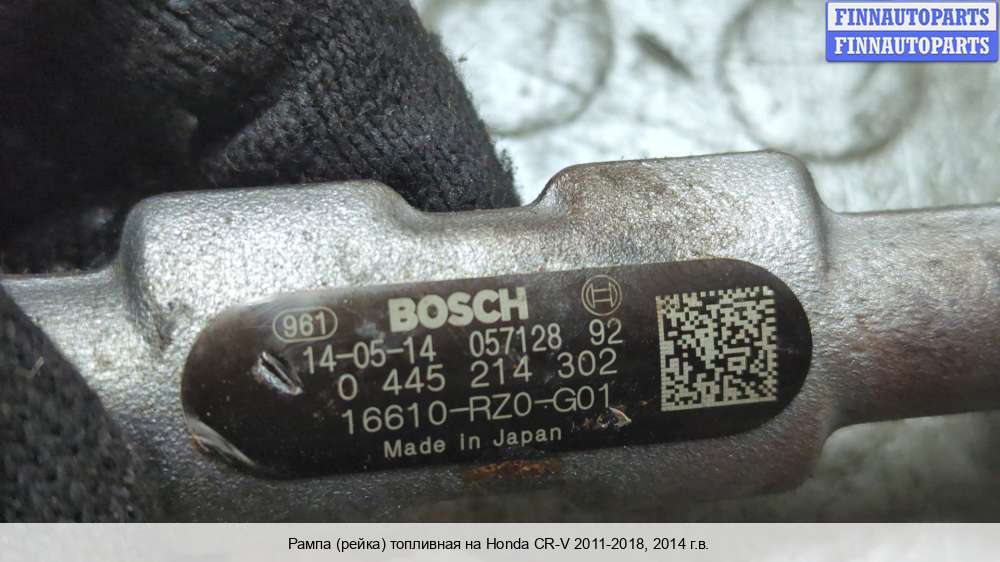 FINNAUTOPARTS
FINNAUTOPARTS
961 BOSCH
14-05-14 057128 92
0 445 214 302
16610-RZ0-G01
Made in Japan
Рампа (рейка) топливная на Honda CR-V 2011-2018, 2014 г.в.